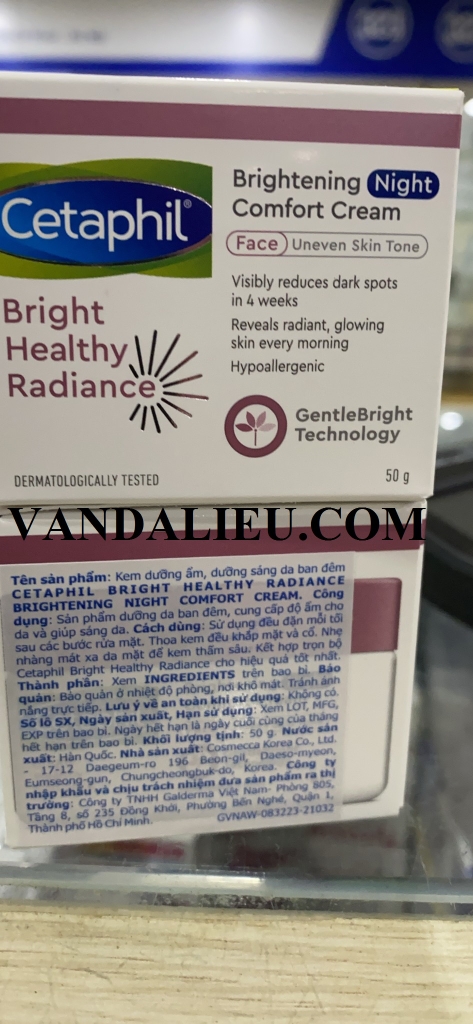 Cetaphil®
Bright
Healthy
Radiance
DERMATOLOGICALLY TESTED
Brightening Night
Comfort Cream
Face Uneven Skin Tone
Visibly reduces dark spots
in 4 weeks
Reveals radiant, glowing
skin every morning
Hypoallergenic
GentleBright
Technology
50 g
VANDALIEU.COM
Tên sản phẩm: Kem dưỡng ẩm, dưỡng sáng da ban đêm
CETAPHIL BRIGHT HEALTHY RADIANCE
BRIGHTENING NIGHT COMFORT CREAM. Công
dụng: Sản phẩm dưỡng da ban đêm, cung cấp độ ẩm cho
da và giúp sáng da. Cách dùng: Sử dụng đều đặn mỗi tối
sau các bước rửa mặt. Thoa kem đều khắp mặt và cổ. Nhẹ
nhàng mát xa da mặt để kem thấm sâu. Kết hợp trọn bộ
Cetaphil Bright Healthy Radiance cho hiệu quả tốt nhất.
Thành phần: Xem INGREDIENTS trên bao bì. Bảo
quản: Bảo quản ở nhiệt độ phòng, nơi khô mát. Tránh ánh
nắng trực tiếp. Lưu ý về an toàn khi sử dụng: Không có.
Số lô SX, Ngày sản xuất, Hạn sử dụng: Xem LOT, MFG,
EXP trên bao bì. Ngày hết hạn là ngày cuối cùng của tháng
hết hạn trên bao bì. Khối lượng tịnh: 50 g. Nước sản
xuất: Hàn Quốc. Nhà sản xuất: Cosmecca Korea Co., Ltd.
- 17-12 Daegeum-ro 196 Beon-gil, Daeso-myeon,
Eumseong-gun, Chungcheongbuk-do, Korea. Công ty
nhập khẩu và chịu trách nhiệm đưa sản phẩm ra thị
trường: Công ty TNHH Galderma Việt Nam- Phòng 805,
Tầng 8, số 235 Đồng Khởi, Phường Bến Nghé, Quận 1,
Thành phố Hồ Chí Minh. GVNAW-083223-21032